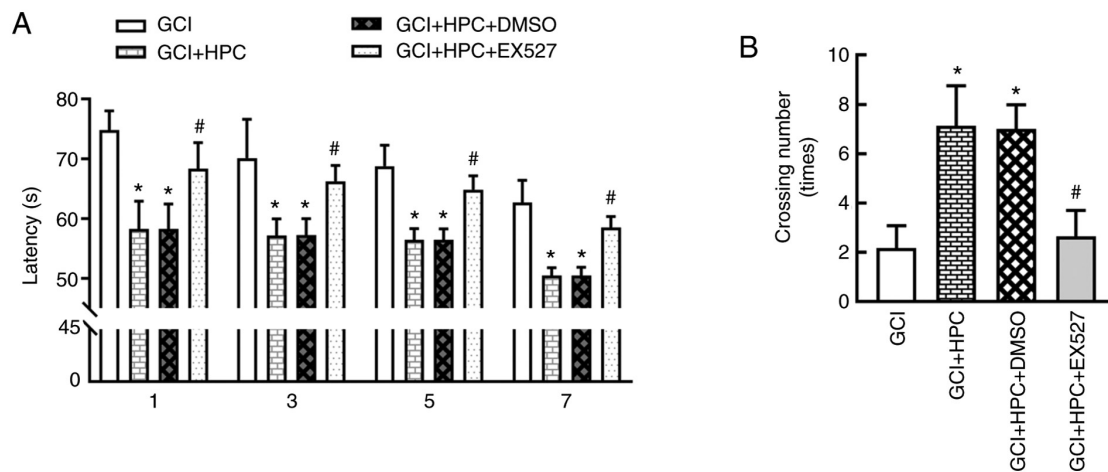 A
GCI
GCI+HPC+DMSO
GCI+HPC
GCI+HPC+EX527
Latency (s)
80
70
60
50
45
0
#
* *
#
* *
#
* *
#
* *
1 3 5 7
B
Crossing number
(times)
10
8
6
4
2
0
*
*
#
GCI
GCI+HPC
GCI+HPC+DMSO
GCI+HPC+EX527